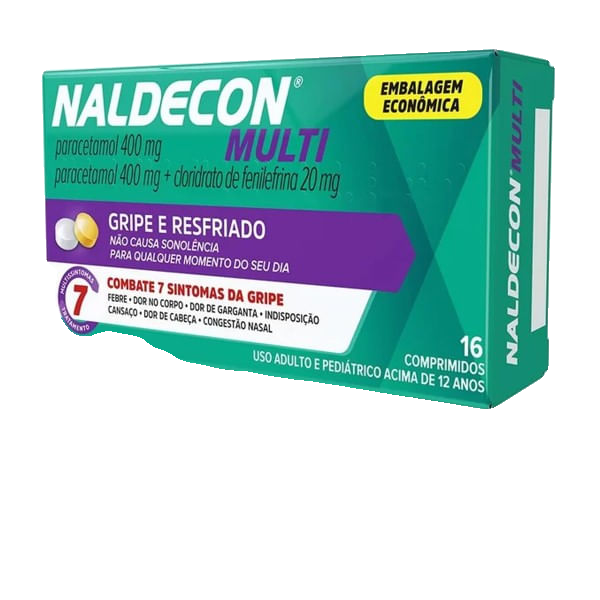 NALDECON®
MULTI
paracetamol 400 mg
paracetamol 400 mg + cloridrato de fenilefrina 20 mg
EMBALAGEM
ECONÔMICA
GRIPE E RESFRIADO
NÃO CAUSA SONOLÊNCIA
PARA QUALQUER MOMENTO DO SEU DIA
MULTISSINTOMAS
7
TRATAMENTO
COMBATE 7 SINTOMAS DA GRIPE
FEBRE • DOR NO CORPO • DOR DE GARGANTA • INDISPOSIÇÃO
CANSAÇO • DOR DE CABEÇA • CONGESTÃO NASAL
16
COMPRIMIDOS
USO ADULTO E PEDIÁTRICO ACIMA DE 12 ANOS
NALDECON® MULTI